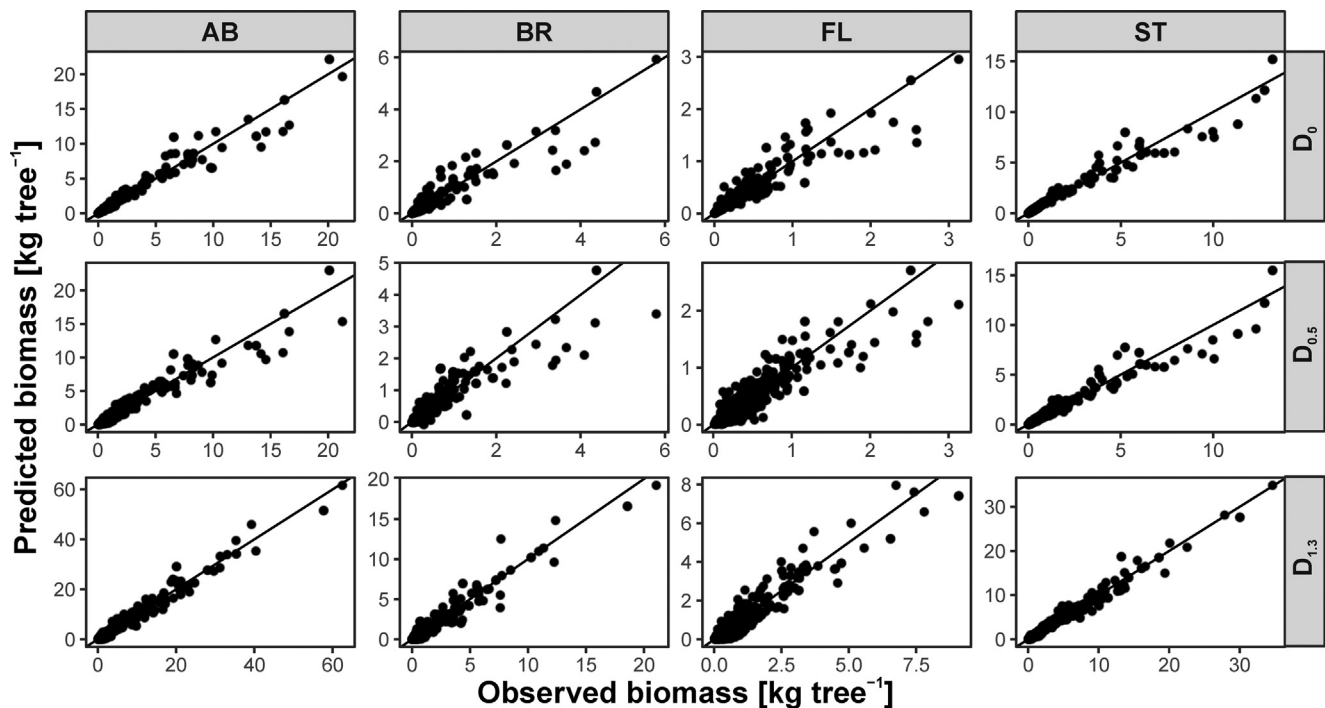 AB BR FL ST
Predicted biomass [kg tree⁻¹]
20 15 10 5 0
6 4 2 0
3 2 1 0
15 10 5 0
D₀
0 5 10 15 20
0 2 4 6
0 1 2 3
0 5 10
20 15 10 5 0
5 4 3 2 1 0
2 1 0
15 10 5 0
D₀.₅
0 5 10 15 20
0 2 4 6
0 1 2 3
0 5 10
60 40 20 0
20 15 10 5 0
8 6 4 2 0
30 20 10 0
D₁.₃
0 20 40 60
0 5 10 15 20
0.0 2.5 5.0 7.5
0 10 20 30
Observed biomass [kg tree⁻¹]